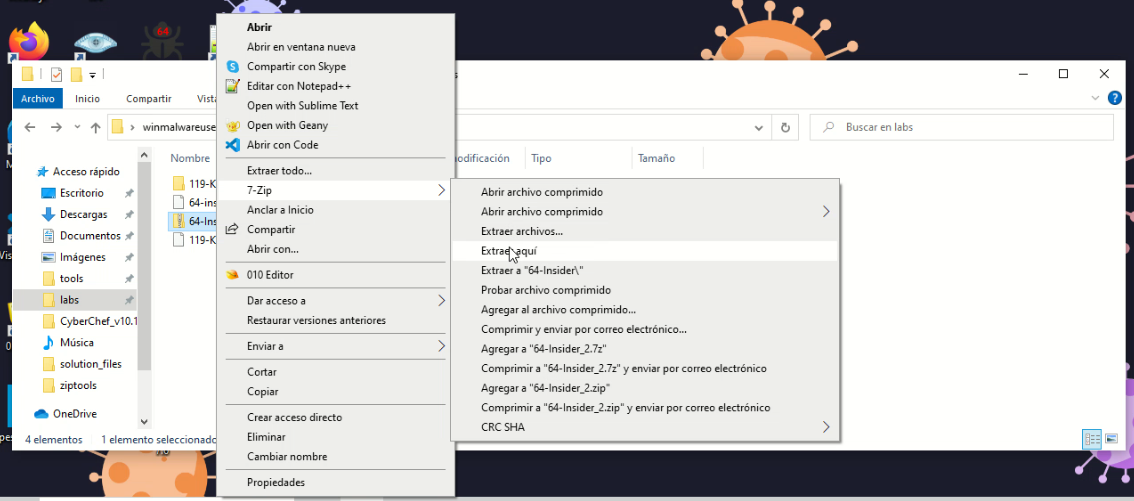 64
Archivo
Inicio
Compartir
Vista
winmalwareuse
Buscar en labs
Nombre
modificación
Tipo
Tamaño
Acceso rápido
Escritorio
Descargas
Documentos
Imágenes
tools
labs
CyberChef_v10.1
Música
solution_files
ziptools
OneDrive
119-K
64-ins
64-Ins
119-K
4 elementos
1 elemento seleccionado
Abrir
Abrir en ventana nueva
Compartir con Skype
Editar con Notepad++
Open with Sublime Text
Open with Geany
Abrir con Code
Extraer todo...
7-Zip
Anclar a Inicio
Compartir
Abrir con...
010 Editor
Dar acceso a
Restaurar versiones anteriores
Enviar a
Cortar
Copiar
Crear acceso directo
Eliminar
Cambiar nombre
Propiedades
Abrir archivo comprimido
Abrir archivo comprimido
Extraer archivos...
Extraer aquí
Extraer a "64-Insider\"
Probar archivo comprimido
Agregar al archivo comprimido...
Comprimir y enviar por correo electrónico...
Agregar a "64-Insider_2.7z"
Comprimir a "64-Insider_2.7z" y enviar por correo electrónico
Agregar a "64-Insider_2.zip"
Comprimir a "64-Insider_2.zip" y enviar por correo electrónico
CRC SHA